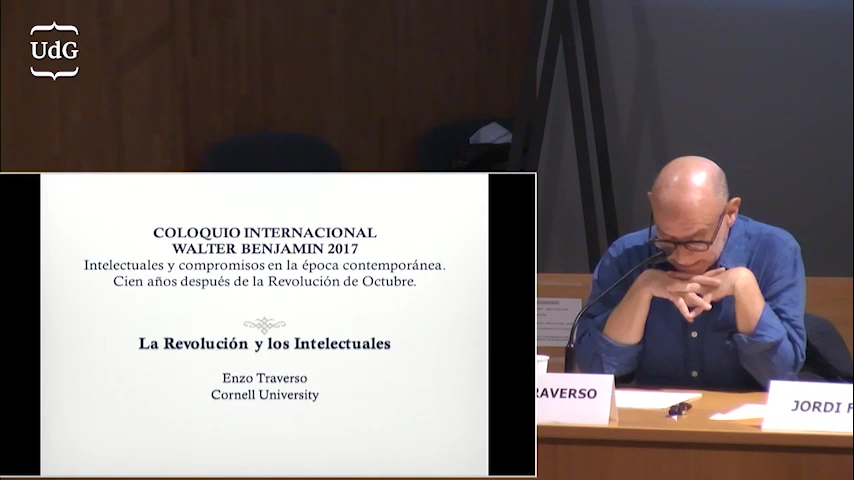 UdG
COLOQUIO INTERNACIONAL
WALTER BENJAMIN 2017
Intelectuales y compromisos en la época contemporánea.
Cien años después de la Revolución de Octubre.
La Revolución y los Intelectuales
Enzo Traverso
Cornell University
RAVERSO
JORDI F